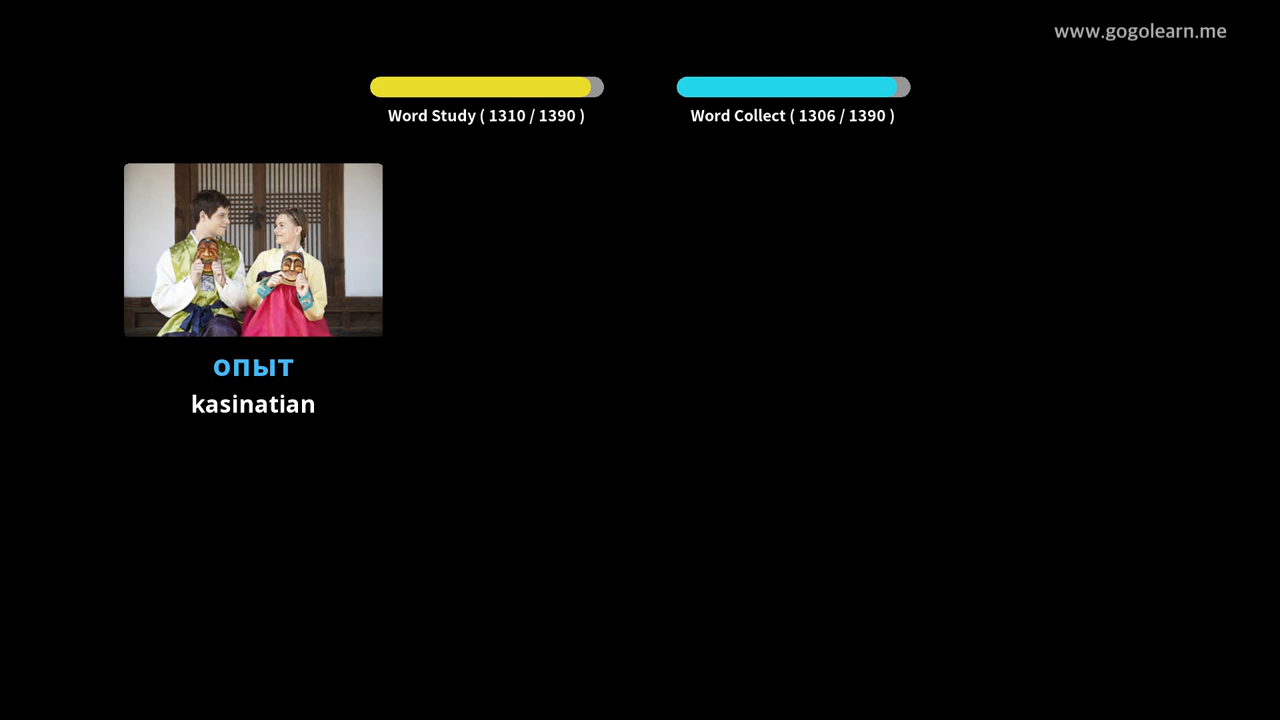 www.gogolearn.me
Word Study ( 1310 / 1390 )
Word Collect ( 1306 / 1390 )
опыт
kasinatian